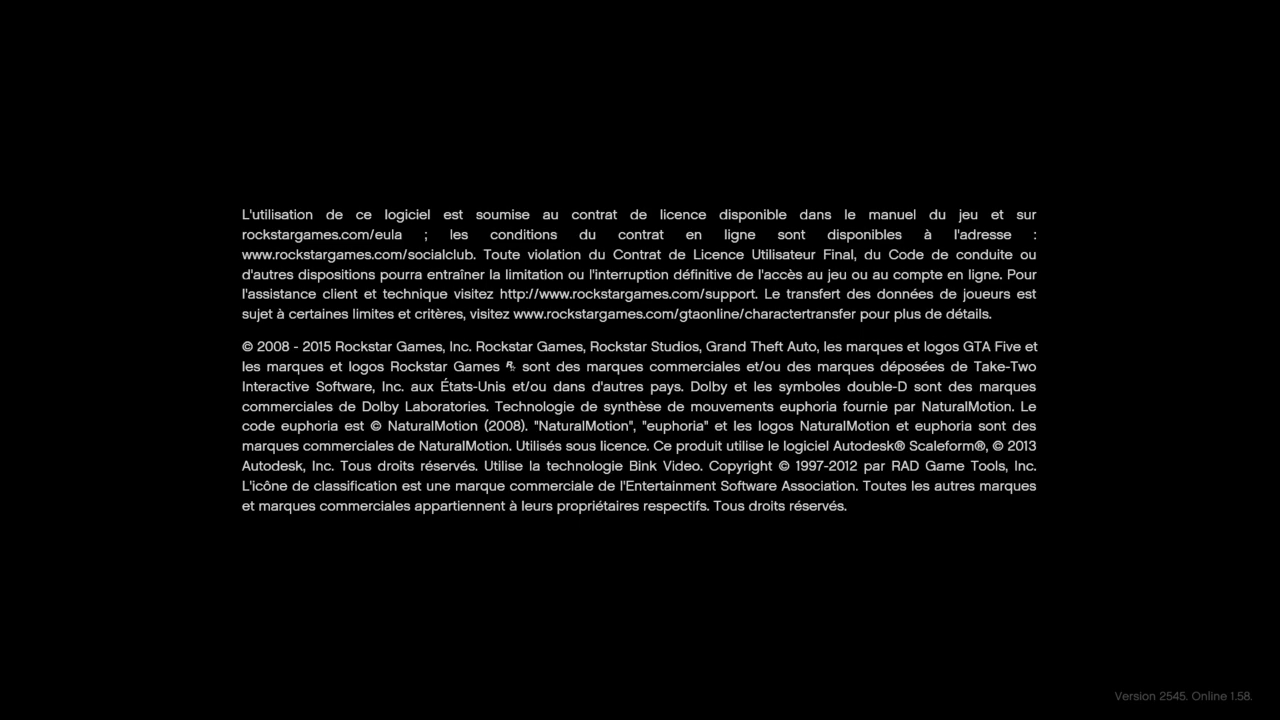 L'utilisation de ce logiciel est soumise au contrat de licence disponible dans le manuel du jeu et sur
rockstargames.com/eula ; les conditions du contrat en ligne sont disponibles à l'adresse :
www.rockstargames.com/socialclub. Toute violation du Contrat de Licence Utilisateur Final, du Code de conduite ou
d'autres dispositions pourra entraîner la limitation ou l'interruption définitive de l'accès au jeu ou au compte en ligne. Pour
l'assistance client et technique visitez http://www.rockstargames.com/support. Le transfert des données de joueurs est
sujet à certaines limites et critères, visitez www.rockstargames.com/gtaonline/charactertransfer pour plus de détails.
© 2008 - 2015 Rockstar Games, Inc. Rockstar Games, Rockstar Studios, Grand Theft Auto, les marques et logos GTA Five et
les marques et logos Rockstar Games R* sont des marques commerciales et/ou des marques déposées de Take-Two
Interactive Software, Inc. aux États-Unis et/ou dans d'autres pays. Dolby et les symboles double-D sont des marques
commerciales de Dolby Laboratories. Technologie de synthèse de mouvements euphoria fournie par NaturalMotion. Le
code euphoria est © NaturalMotion (2008). "NaturalMotion", "euphoria" et les logos NaturalMotion et euphoria sont des
marques commerciales de NaturalMotion. Utilisés sous licence. Ce produit utilise le logiciel Autodesk® Scaleform®, © 2013
Autodesk, Inc. Tous droits réservés. Utilise la technologie Bink Video. Copyright © 1997-2012 par RAD Game Tools, Inc.
L'icône de classification est une marque commerciale de l'Entertainment Software Association. Toutes les autres marques
et marques commerciales appartiennent à leurs propriétaires respectifs. Tous droits réservés.
Version 2545. Online 1.58.